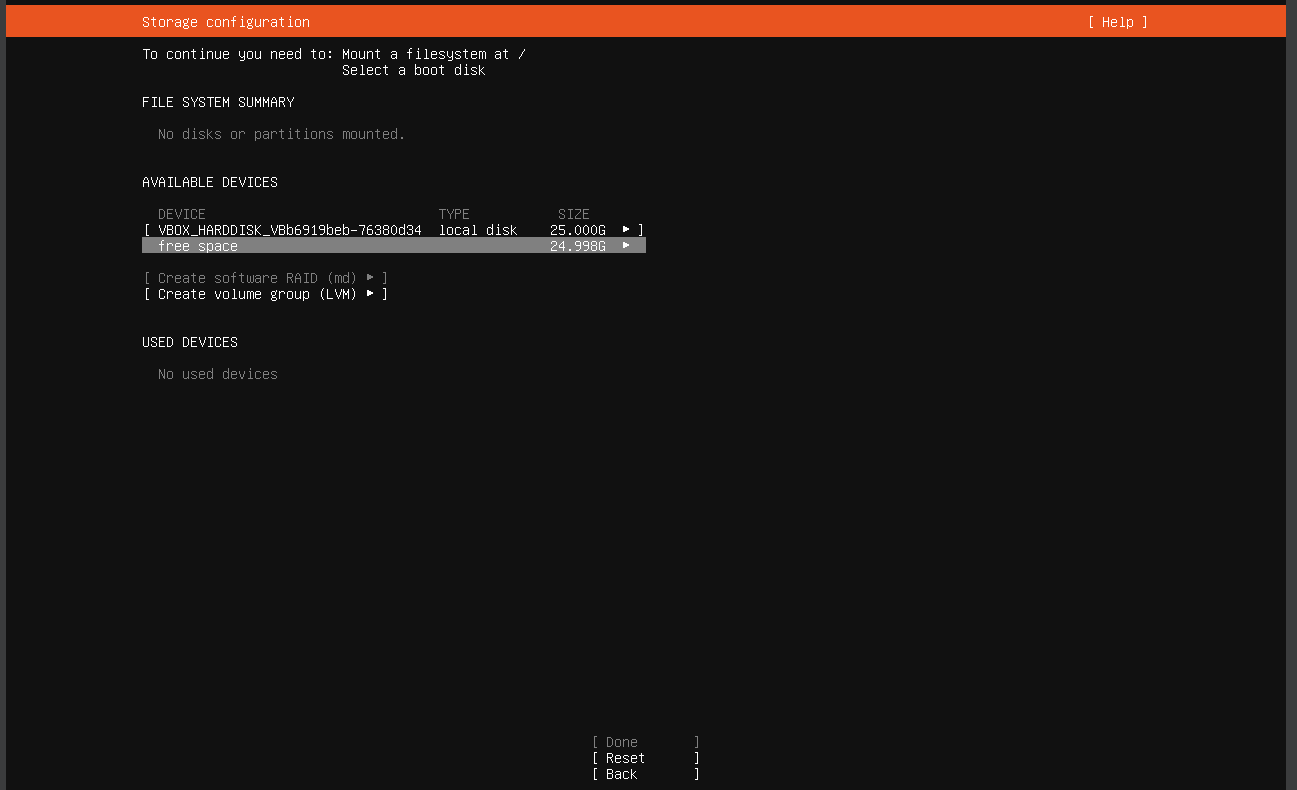 Storage configuration [ Help ]
To continue you need to: Mount a filesystem at /
Select a boot disk
FILE SYSTEM SUMMARY
No disks or partitions mounted.
AVAILABLE DEVICES
DEVICE TYPE SIZE
[ VBOX_HARDDISK_VBb6919beb-76380d34 local disk 25.000G ▸ ]
free space 24.998G ▸
[ Create software RAID (md) ▸ ]
[ Create volume group (LVM) ▸ ]
USED DEVICES
No used devices
[ Done ]
[ Reset ]
[ Back ]